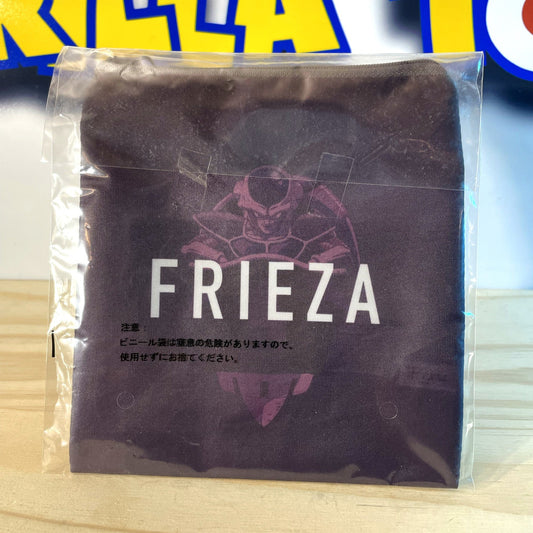 FRIEZA
注意：
ビニール袋は窒息の危険がありますので、
使用せずにお捨てください。